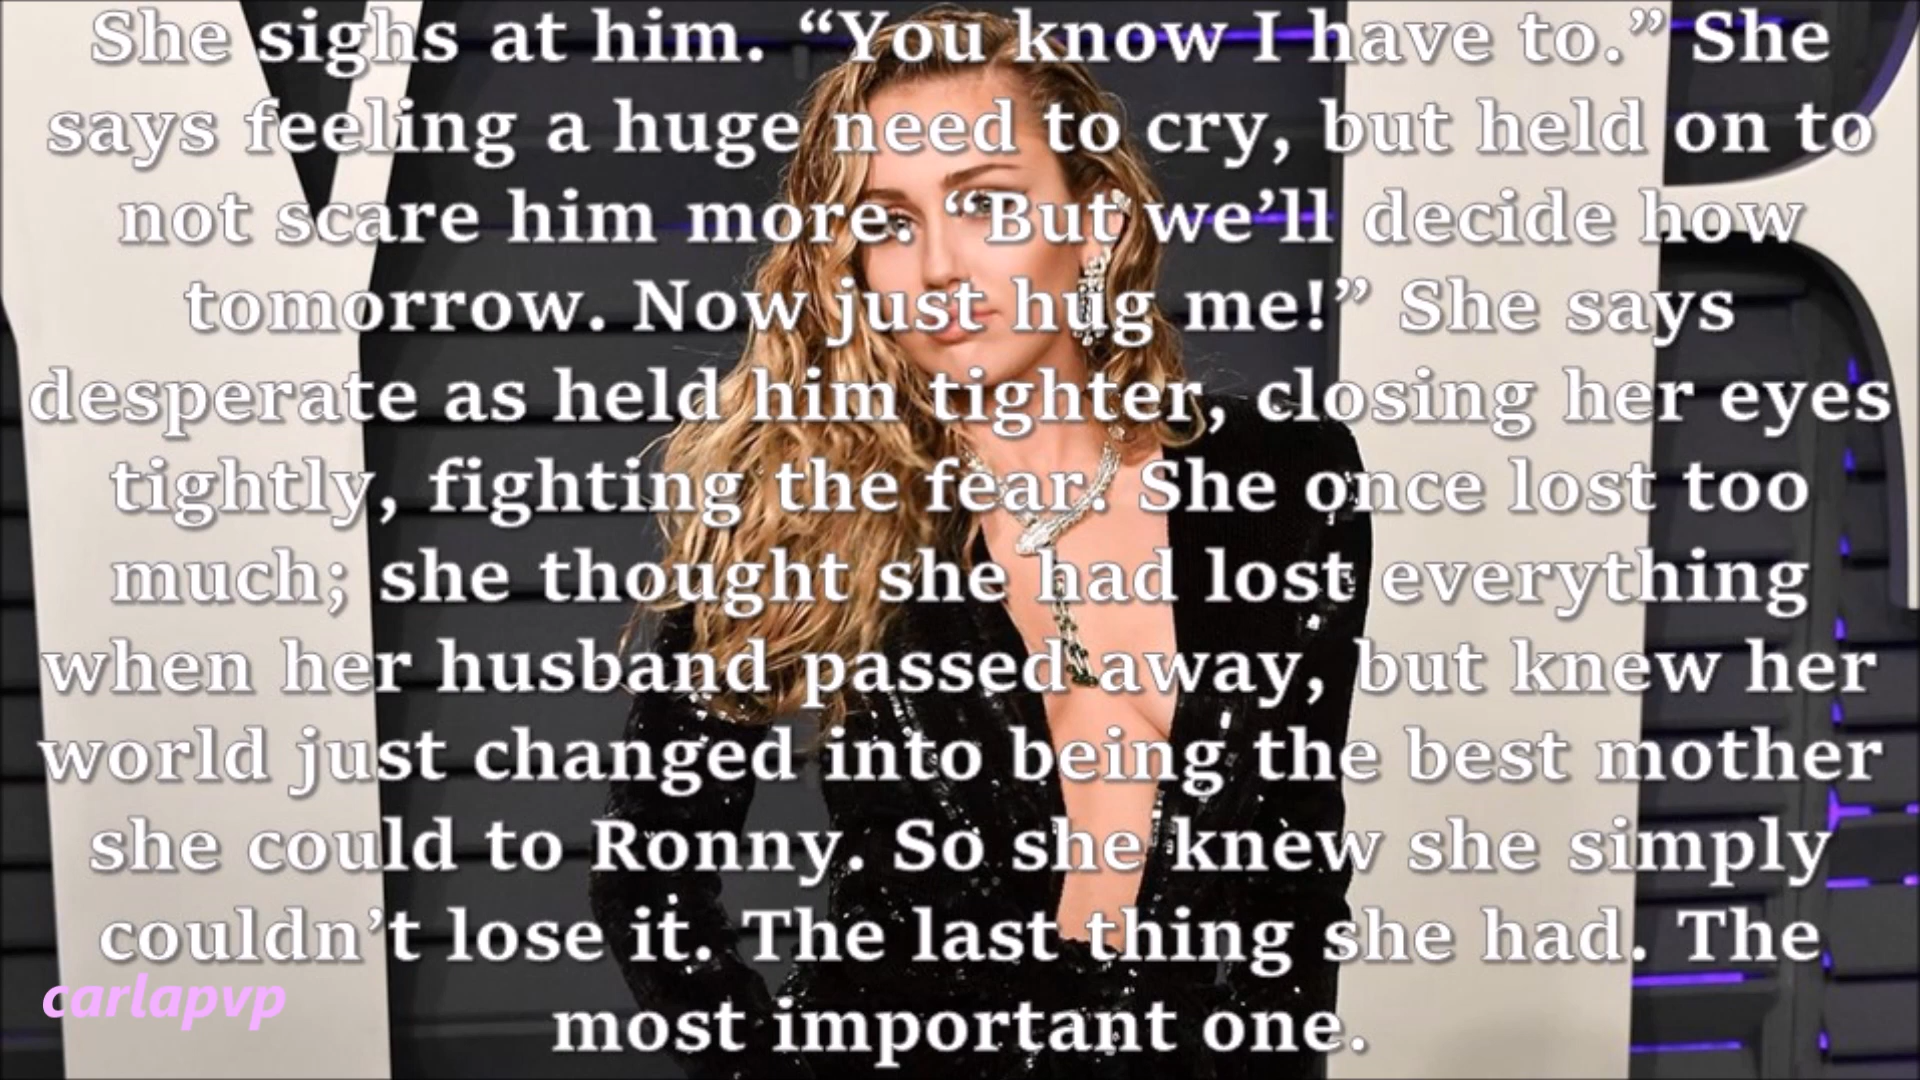 She sighs at him. “You know I have to.” She
says feeling a huge need to cry, but held on to
not scare him more. “But we’ll decide how
tomorrow. Now just hug me!” She says
desperate as held him tighter, closing her eyes
tightly, fighting the fear. She once lost too
much; she thought she had lost everything
when her husband passed away, but knew her
world just changed into being the best mother
she could to Ronny. So she knew she simply
couldn’t lose it. The last thing she had. The
most important one.
carlapvp